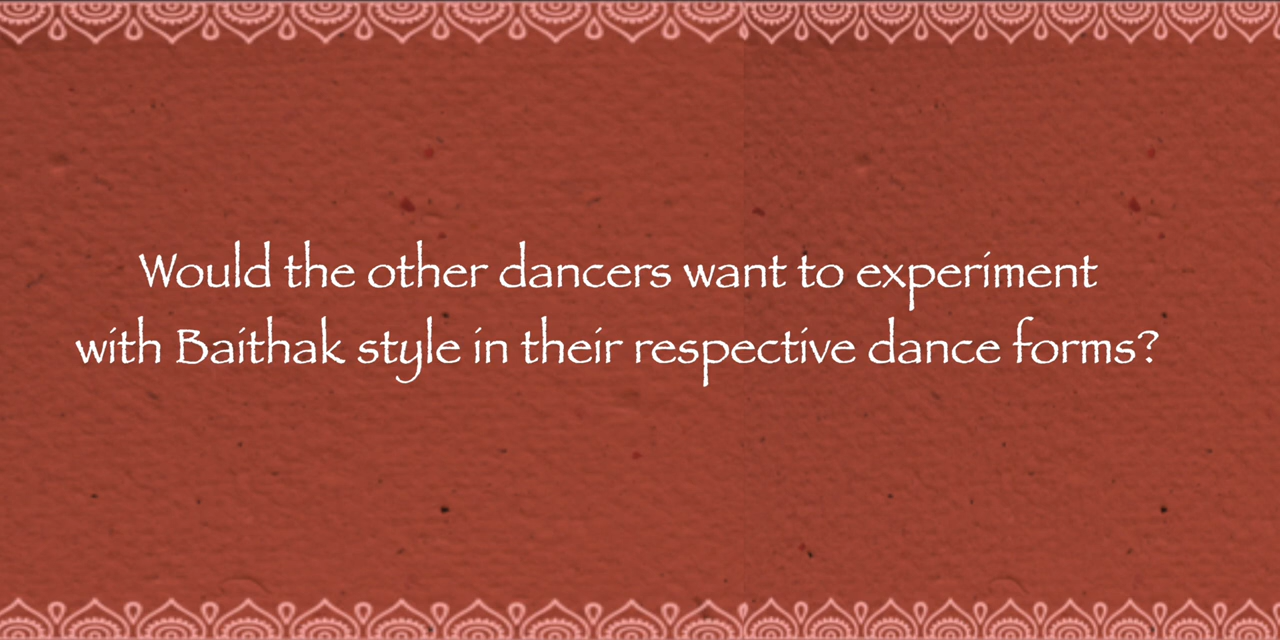 Would the other dancers want to experiment
with Baithak style in their respective dance forms?